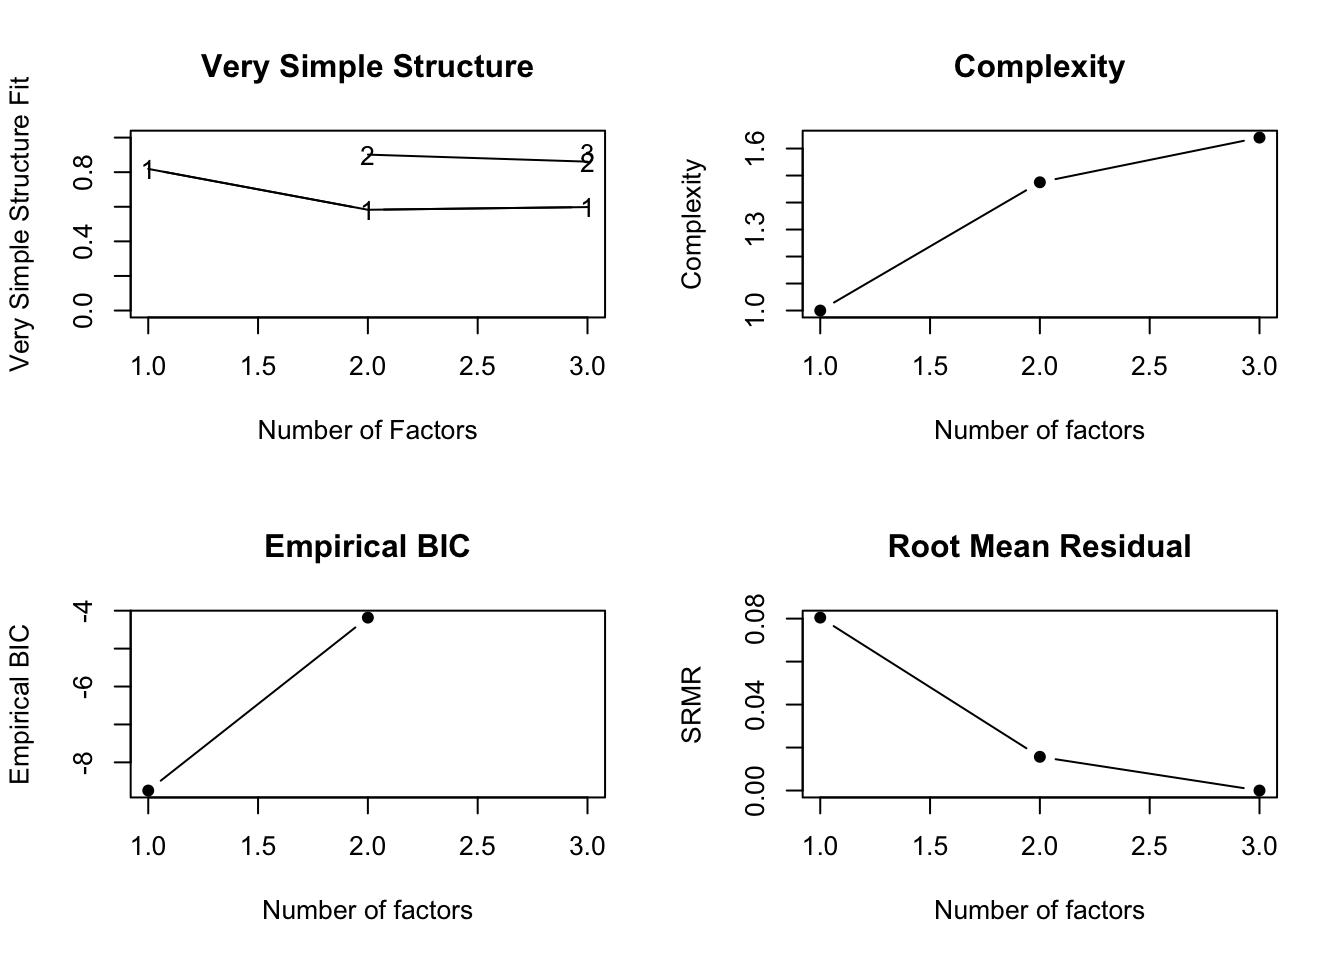 Very Simple Structure
Very Simple Structure Fit
0.8
0.4
0.0
1
1
1
2
2
3
1.0 1.5 2.0 2.5 3.0
Number of Factors
Complexity
Complexity
1.6
1.3
1.0
1.0 1.5 2.0 2.5 3.0
Number of factors
Empirical BIC
Empirical BIC
-4
-6
-8
1.0 1.5 2.0 2.5 3.0
Number of factors
Root Mean Residual
SRMR
0.08
0.04
0.00
1.0 1.5 2.0 2.5 3.0
Number of factors